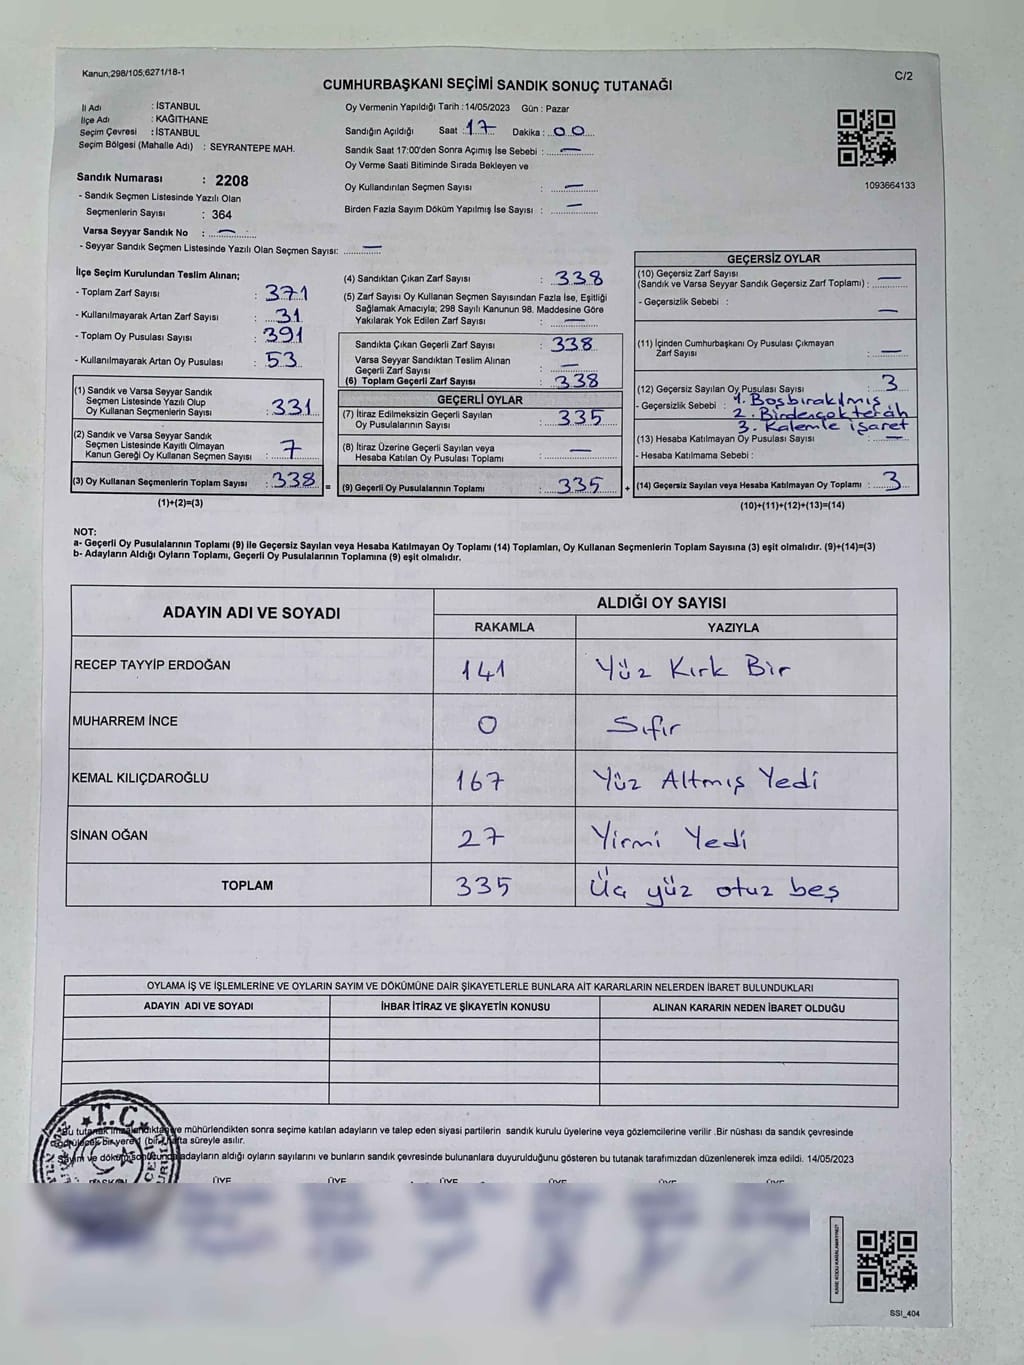 Kanun;298/105;6271/18-1
C/2
CUMHURBAŞKANI SEÇİMİ SANDIK SONUÇ TUTANAĞI
İl Adı : İSTANBUL
İlçe Adı : KAĞITHANE
Seçim Çevresi : İSTANBUL
Seçim Bölgesi (Mahalle Adı) : SEYRANTEPE MAH.
Sandık Numarası : 2208
- Sandık Seçmen Listesinde Yazılı Olan
Seçmenlerin Sayısı : 364
Varsa Seyyar Sandık No : —
- Seyyar Sandık Seçmen Listesinde Yazılı Olan Seçmen Sayısı: —
Oy Vermenin Yapıldığı Tarih : 14/05/2023 Gün : Pazar
Sandığın Açıldığı Saat : 17 Dakika : 00
Sandık Saat 17:00'den Sonra Açımış İse Sebebi : —
Oy Verme Saati Bitiminde Sırada Bekleyen ve
Oy Kullandırılan Seçmen Sayısı : —
Birden Fazla Sayım Döküm Yapılmış İse Sayısı : —
1093664133
İlçe Seçim Kurulundan Teslim Alınan;
- Toplam Zarf Sayısı : 371
- Kullanılmayarak Artan Zarf Sayısı : 31
- Toplam Oy Pusulası Sayısı : 391
- Kullanılmayarak Artan Oy Pusulası : 53
(1) Sandık ve Varsa Seyyar Sandık
Seçmen Listesinde Yazılı Olup
Oy Kullanan Seçmenlerin Sayısı : 331
(2) Sandık ve Varsa Seyyar Sandık
Seçmen Listesinde Kayıtlı Olmayan
Kanun Gereği Oy Kullanan Seçmen Sayısı : 7
(3) Oy Kullanan Seçmenlerin Toplam Sayısı : 338 =
(1)+(2)=(3)
(4) Sandıktan Çıkan Zarf Sayısı : 338
(5) Zarf Sayısı Oy Kullanan Seçmen Sayısından Fazla İse, Eşitliği
Sağlamak Amacıyla; 298 Sayılı Kanunun 98. Maddesine Göre
Yakılarak Yok Edilen Zarf Sayısı : —
Sandıkta Çıkan Geçerli Zarf Sayısı : 338
Varsa Seyyar Sandıktan Teslim Alınan
Geçerli Zarf Sayısı : —
(6) Toplam Geçerli Zarf Sayısı : 338
GEÇERLİ OYLAR
(7) İtiraz Edilmeksizin Geçerli Sayılan
Oy Pusulalarının Sayısı : 335
(8) İtiraz Üzerine Geçerli Sayılan veya
Hesaba Katılan Oy Pusulası Toplamı : —
(9) Geçerli Oy Pusulalarının Toplamı : 335 +
GEÇERSİZ OYLAR
(10) Geçersiz Zarf Sayısı
(Sandık ve Varsa Seyyar Sandık Geçersiz Zarf Toplamı) : —
- Geçersizlik Sebebi : —
(11) İçinden Cumhurbaşkanı Oy Pusulası Çıkmayan
Zarf Sayısı : —
(12) Geçersiz Sayılan Oy Pusulası Sayısı : 3
- Geçersizlik Sebebi : 1. Boş bırakılmış
2. Birden çok tercih
3. Kalemle işaret
(13) Hesaba Katılmayan Oy Pusulası Sayısı : —
- Hesaba Katılmama Sebebi :
(14) Geçersiz Sayılan veya Hesaba Katılmayan Oy Toplamı : 3
(10)+(11)+(12)+(13)=(14)
NOT:
a- Geçerli Oy Pusulalarının Toplamı (9) ile Geçersiz Sayılan veya Hesaba Katılmayan Oy Toplamı (14) Toplamları, Oy Kullanan Seçmenlerin Toplam Sayısına (3) eşit olmalıdır. (9)+(14)=(3)
b- Adayların Aldığı Oyların Toplamı, Geçerli Oy Pusulalarının Toplamına (9) eşit olmalıdır.
ADAYIN ADI VE SOYADI ALDIĞI OY SAYISI
RAKAMLA YAZIYLA
RECEP TAYYİP ERDOĞAN 141 Yüz Kırk Bir
MUHARREM İNCE 0 Sıfır
KEMAL KILIÇDAROĞLU 167 Yüz Altmış Yedi
SİNAN OĞAN 27 Yirmi Yedi
TOPLAM 335 Üç yüz otuz beş
OYLAMA İŞ VE İŞLEMLERİNE VE OYLARIN SAYIM VE DÖKÜMÜNE DAİR ŞİKAYETLERLE BUNLARA AİT KARARLARIN NELERDEN İBARET BULUNDUKLARI
ADAYIN ADI VE SOYADI İHBAR İTİRAZ VE ŞİKAYETİN KONUSU ALINAN KARARIN NEDEN İBARET OLDUĞU
T.C.
Bu tutanak mühürlendikten sonra seçime katılan adayların ve talep eden siyasi partilerin sandık kurulu üyelerine veya gözlemcilerine verilir .Bir nüshası da sandık çevresinde
bir yere (bir) hafta süreyle asılır.
Sayım ve döküm sonucunda adayların aldığı oyların sayılarını ve bunların sandık çevresinde bulunanlara duyurulduğunu gösteren bu tutanak tarafımızdan düzenlenerek imza edildi. 14/05/2023
BAŞKAN ÜYE ÜYE ÜYE ÜYE ÜYE ÜYE
SSI_404